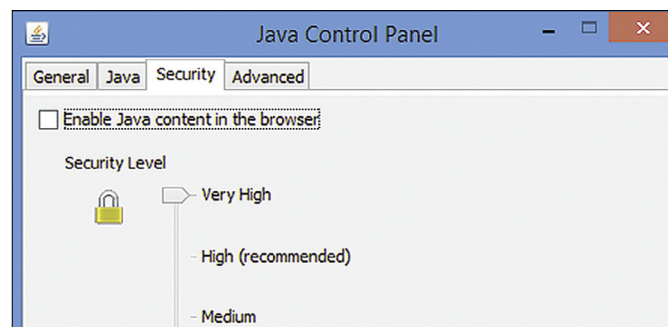 Java Control Panel
General Java Security Advanced
Enable Java content in the browser
Security Level
Very High
High (recommended)
Medium